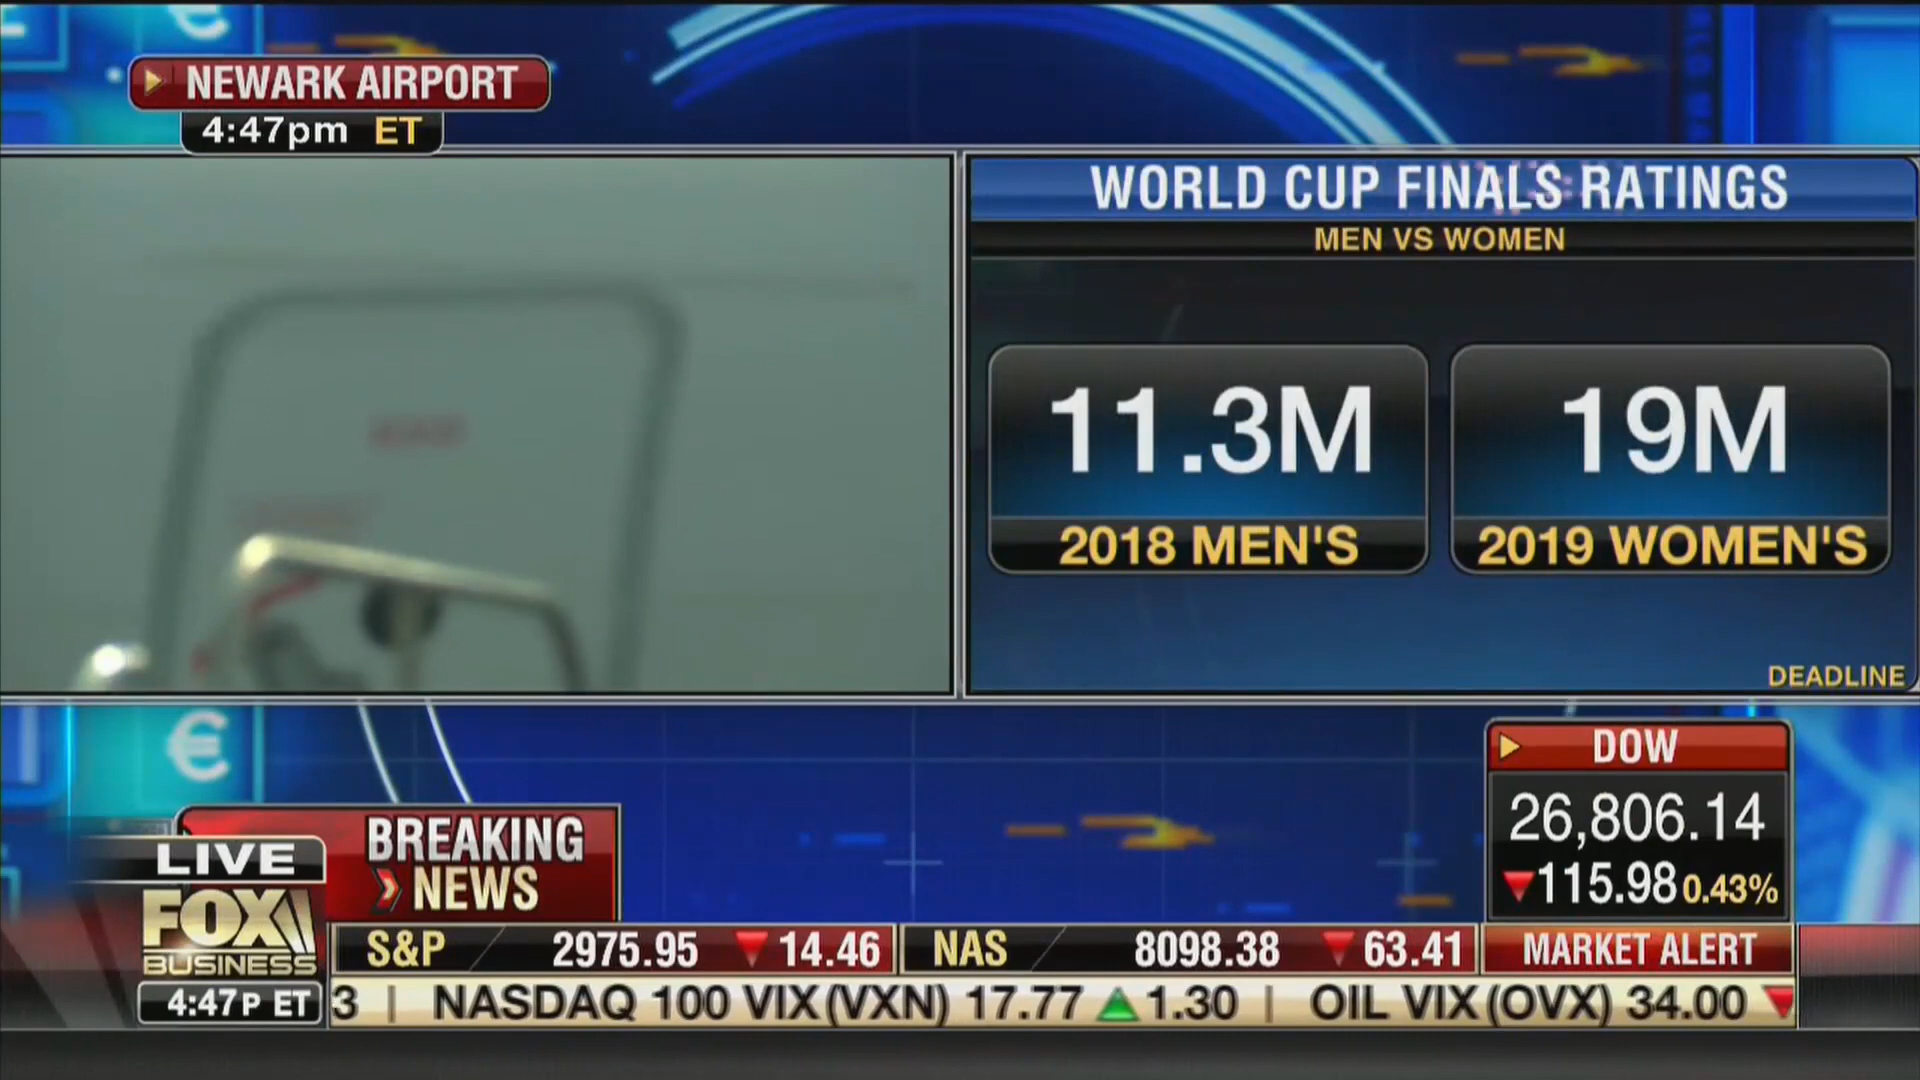 NEWARK AIRPORT
4:47pm ET
WORLD CUP FINALS RATINGS
MEN VS WOMEN
11.3M
2018 MEN'S
19M
2019 WOMEN'S
DEADLINE
€
€
DOW
26,806.14
▼115.98 0.43%
MARKET ALERT
BREAKING
NEWS
LIVE
FOX
BUSINESS
4:47P ET
S&P 2975.95 ▼ 14.46
NAS 8098.38 ▼ 63.41
3 | NASDAQ 100 VIX(VXN) 17.77 ▲ 1.30 | OIL VIX(OVX) 34.00 ▼